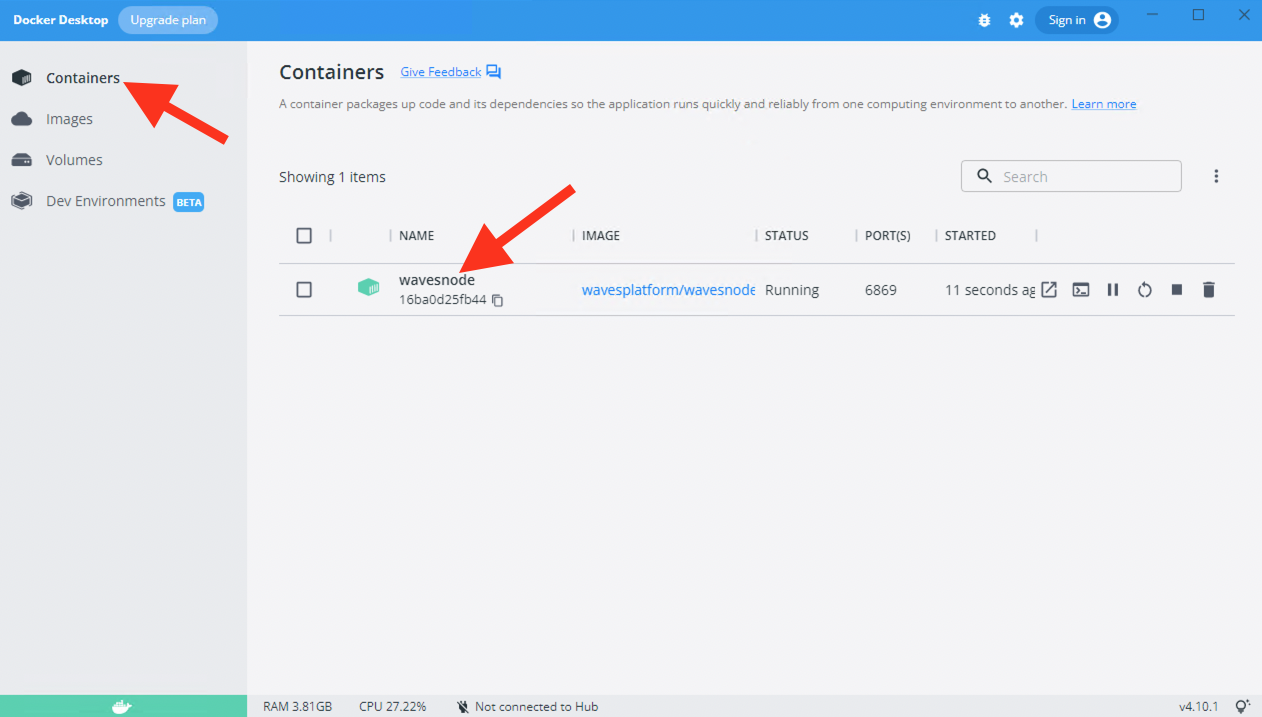 Docker Desktop Upgrade plan Sign in
Containers
Images
Volumes
Dev Environments BETA
Containers Give Feedback
A container packages up code and its dependencies so the application runs quickly and reliably from one computing environment to another. Learn more
Showing 1 items
Search
NAME IMAGE STATUS PORT(S) STARTED
wavesnode
16ba0d25fb44
wavesplatform/wavesnode Running 6869 11 seconds ag
RAM 3.81GB CPU 27.22% Not connected to Hub v4.10.1